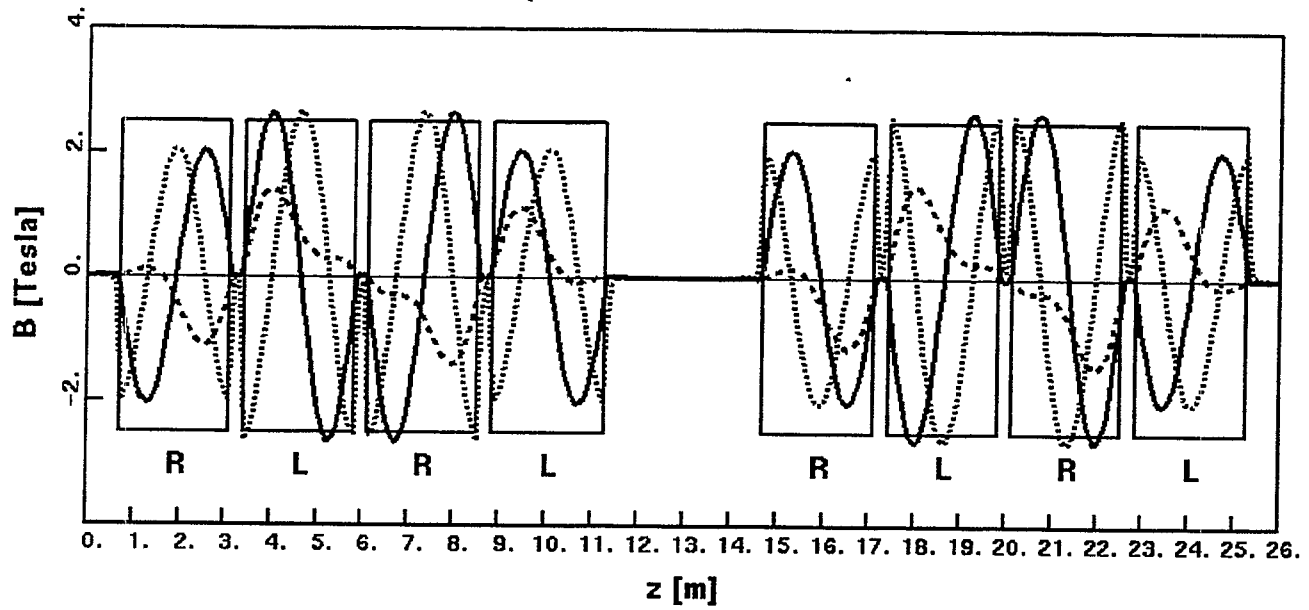 4.
2.
0.
-2.
B [Tesla]
R L R L R L R L
0. 1. 2. 3. 4. 5. 6. 7. 8. 9. 10. 11. 12. 13. 14. 15. 16. 17. 18. 19. 20. 21. 22. 23. 24. 25. 26.
z [m]